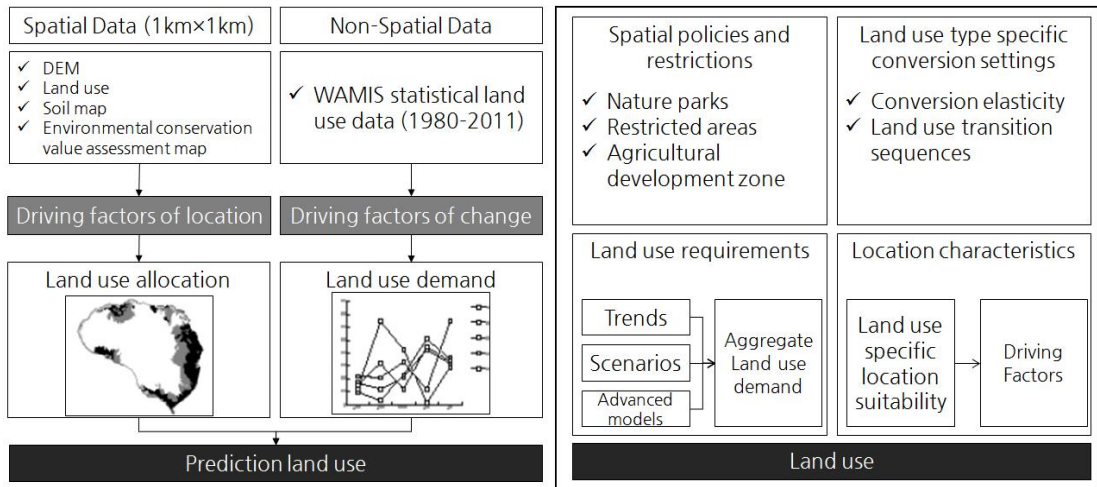 Spatial Data (1km×1km)
✓ DEM
✓ Land use
✓ Soil map
✓ Environmental conservation
value assessment map
Driving factors of location
Land use allocation
Non-Spatial Data
✓ WAMIS statistical land
use data (1980-2011)
Driving factors of change
Land use demand
Prediction land use
Spatial policies and
restrictions
✓ Nature parks
✓ Restricted areas
✓ Agricultural
development zone
Land use type specific
conversion settings
✓ Conversion elasticity
✓ Land use transition
sequences
Land use requirements
Trends
Scenarios
Advanced
models
Aggregate
Land use
demand
Location characteristics
Land use
specific
location
suitability
Driving
Factors
Land use